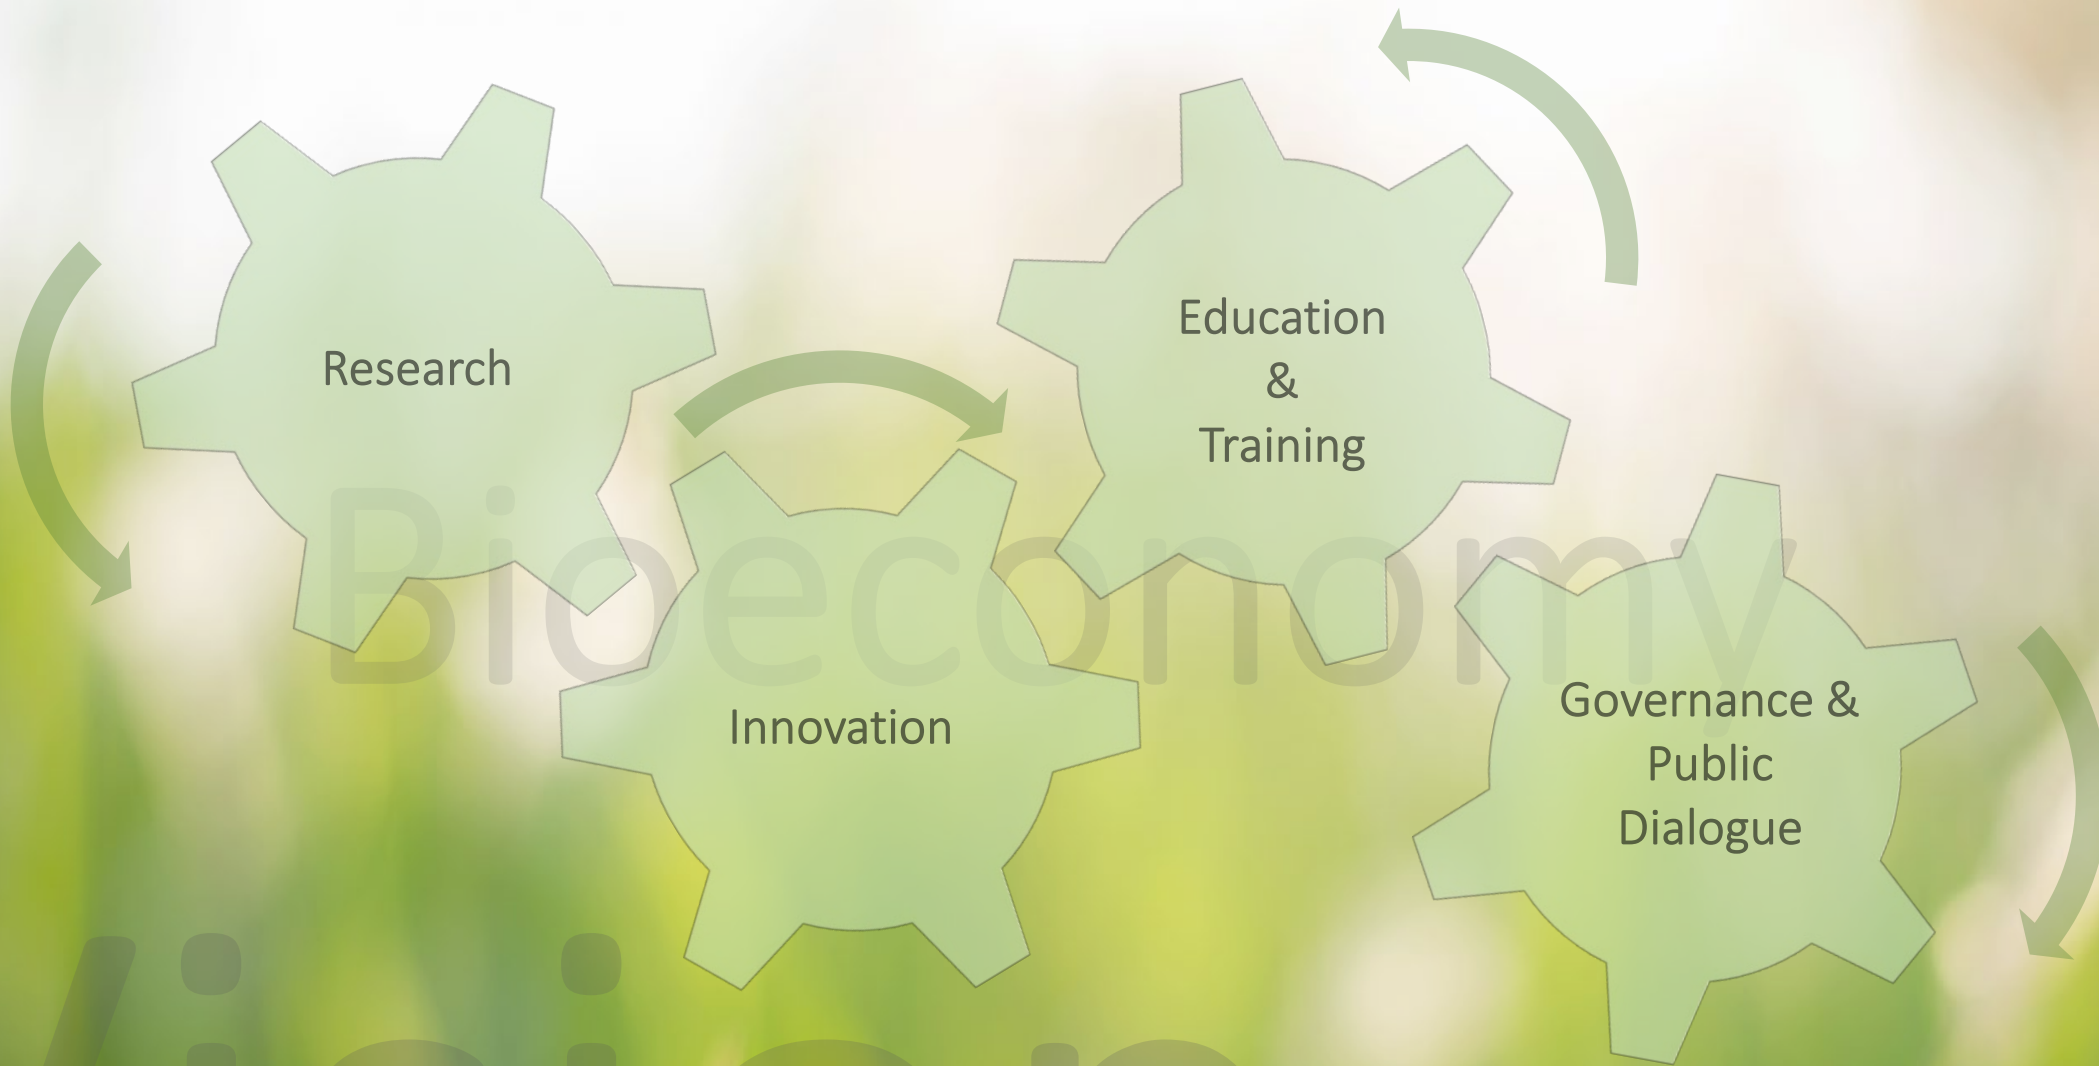 Research
Education
&
Training
Bioeconomy
Innovation
Governance &
Public
Dialogue